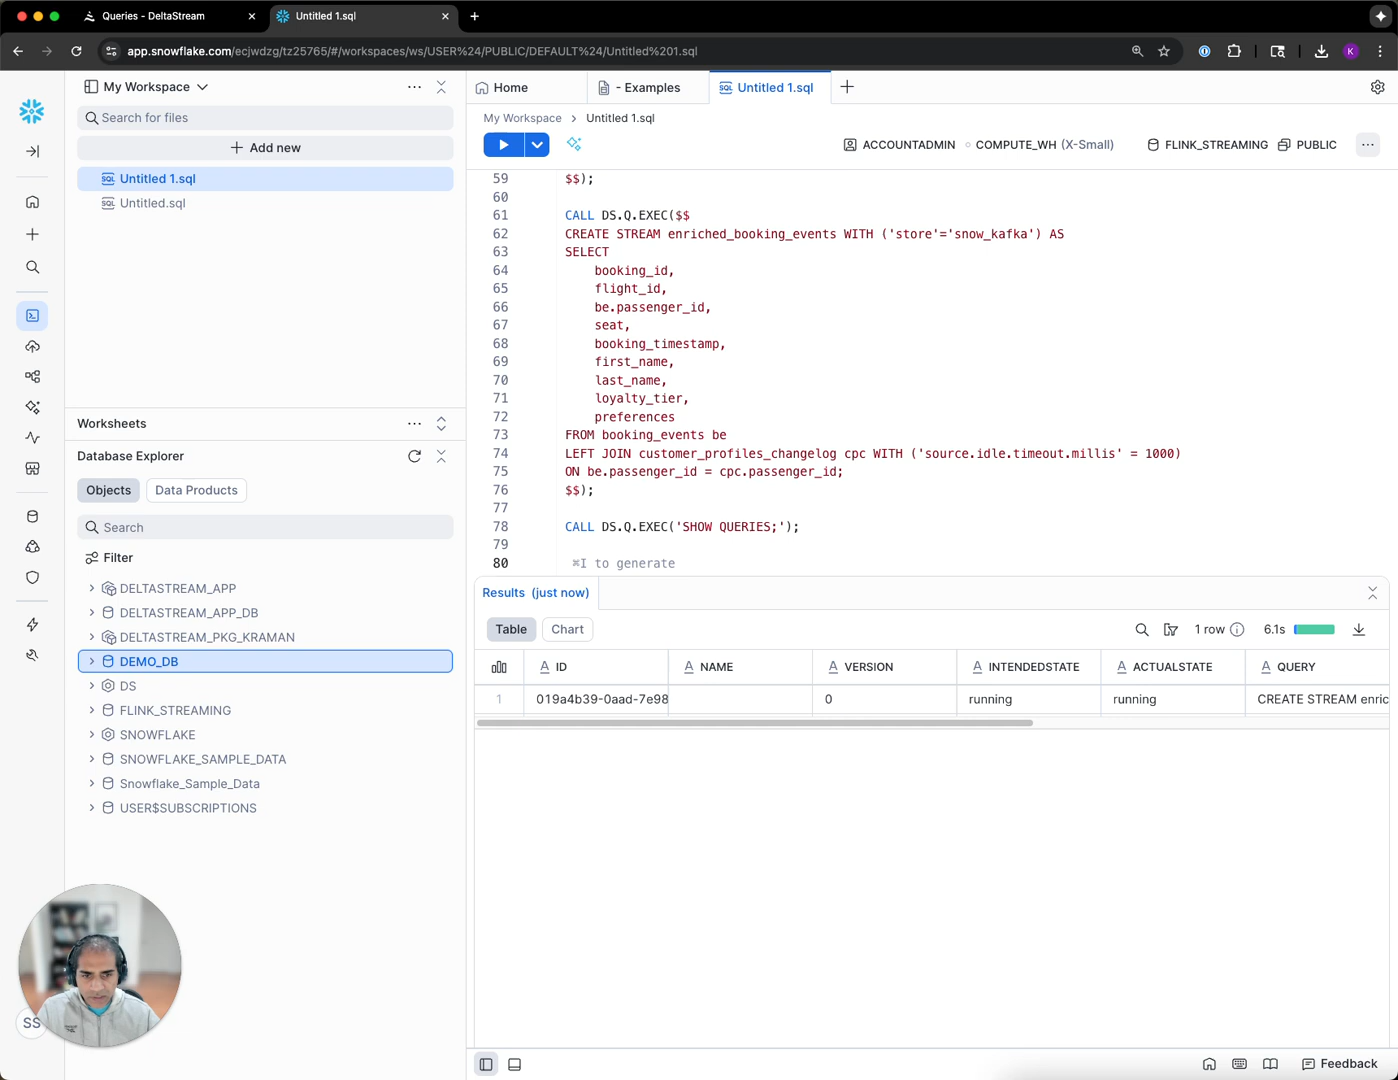 Queries - DeltaStream
Untitled 1.sql
app.snowflake.com/ecjwdzg/tz25765/#/workspaces/ws/USER%24/PUBLIC/DEFAULT%24/Untitled%201.sql
K
My Workspace
Search for files
Add new
Untitled 1.sql
Untitled.sql
Worksheets
Database Explorer
Objects
Data Products
Search
Filter
DELTASTREAM_APP
DELTASTREAM_APP_DB
DELTASTREAM_PKG_KRAMAN
DEMO_DB
DS
FLINK_STREAMING
SNOWFLAKE
SNOWFLAKE_SAMPLE_DATA
Snowflake_Sample_Data
USER$SUBSCRIPTIONS
SS
Home
- Examples
Untitled 1.sql
My Workspace > Untitled 1.sql
ACCOUNTADMIN
COMPUTE_WH (X-Small)
FLINK_STREAMING
PUBLIC
59 $$);
60
61 CALL DS.Q.EXEC($$
62 CREATE STREAM enriched_booking_events WITH ('store'='snow_kafka') AS
63 SELECT
64 booking_id,
65 flight_id,
66 be.passenger_id,
67 seat,
68 booking_timestamp,
69 first_name,
70 last_name,
71 loyalty_tier,
72 preferences
73 FROM booking_events be
74 LEFT JOIN customer_profiles_changelog cpc WITH ('source.idle.timeout.millis' = 1000)
75 ON be.passenger_id = cpc.passenger_id;
76 $$);
77
78 CALL DS.Q.EXEC('SHOW QUERIES;');
79
80 ⌘I to generate
Results (just now)
Table
Chart
1 row
6.1s
A ID A NAME A VERSION A INTENDEDSTATE A ACTUALSTATE A QUERY
1 019a4b39-0aad-7e98 0 running running CREATE STREAM enric
Feedback